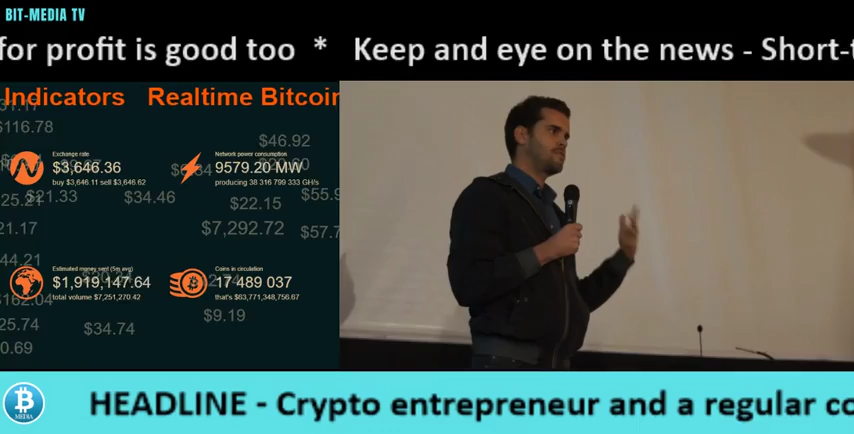 BIT-MEDIA TV
for profit is good too * Keep and eye on the news - Short-t
Indicators Realtime Bitcoin
$116.78
$46.92
Exchange rate
$3,646.36
buy $3,646.11 sell $3,646.62
Network power consumption
9579.20 MW
producing 38 316 799 333 GH/s
$21.33
$34.46
$22.15
$55.9
$7,292.72
$57.7
21.17
44.21
Estimated money sent (5m avg)
$1,919,147.64
total volume $7,251,270.42
Coins in circulation
17 489 037
that's $63,771,348,756.67
$162.04
$9.19
25.74
$34.74
0.69
B
MEDIA
HEADLINE - Crypto entrepreneur and a regular co